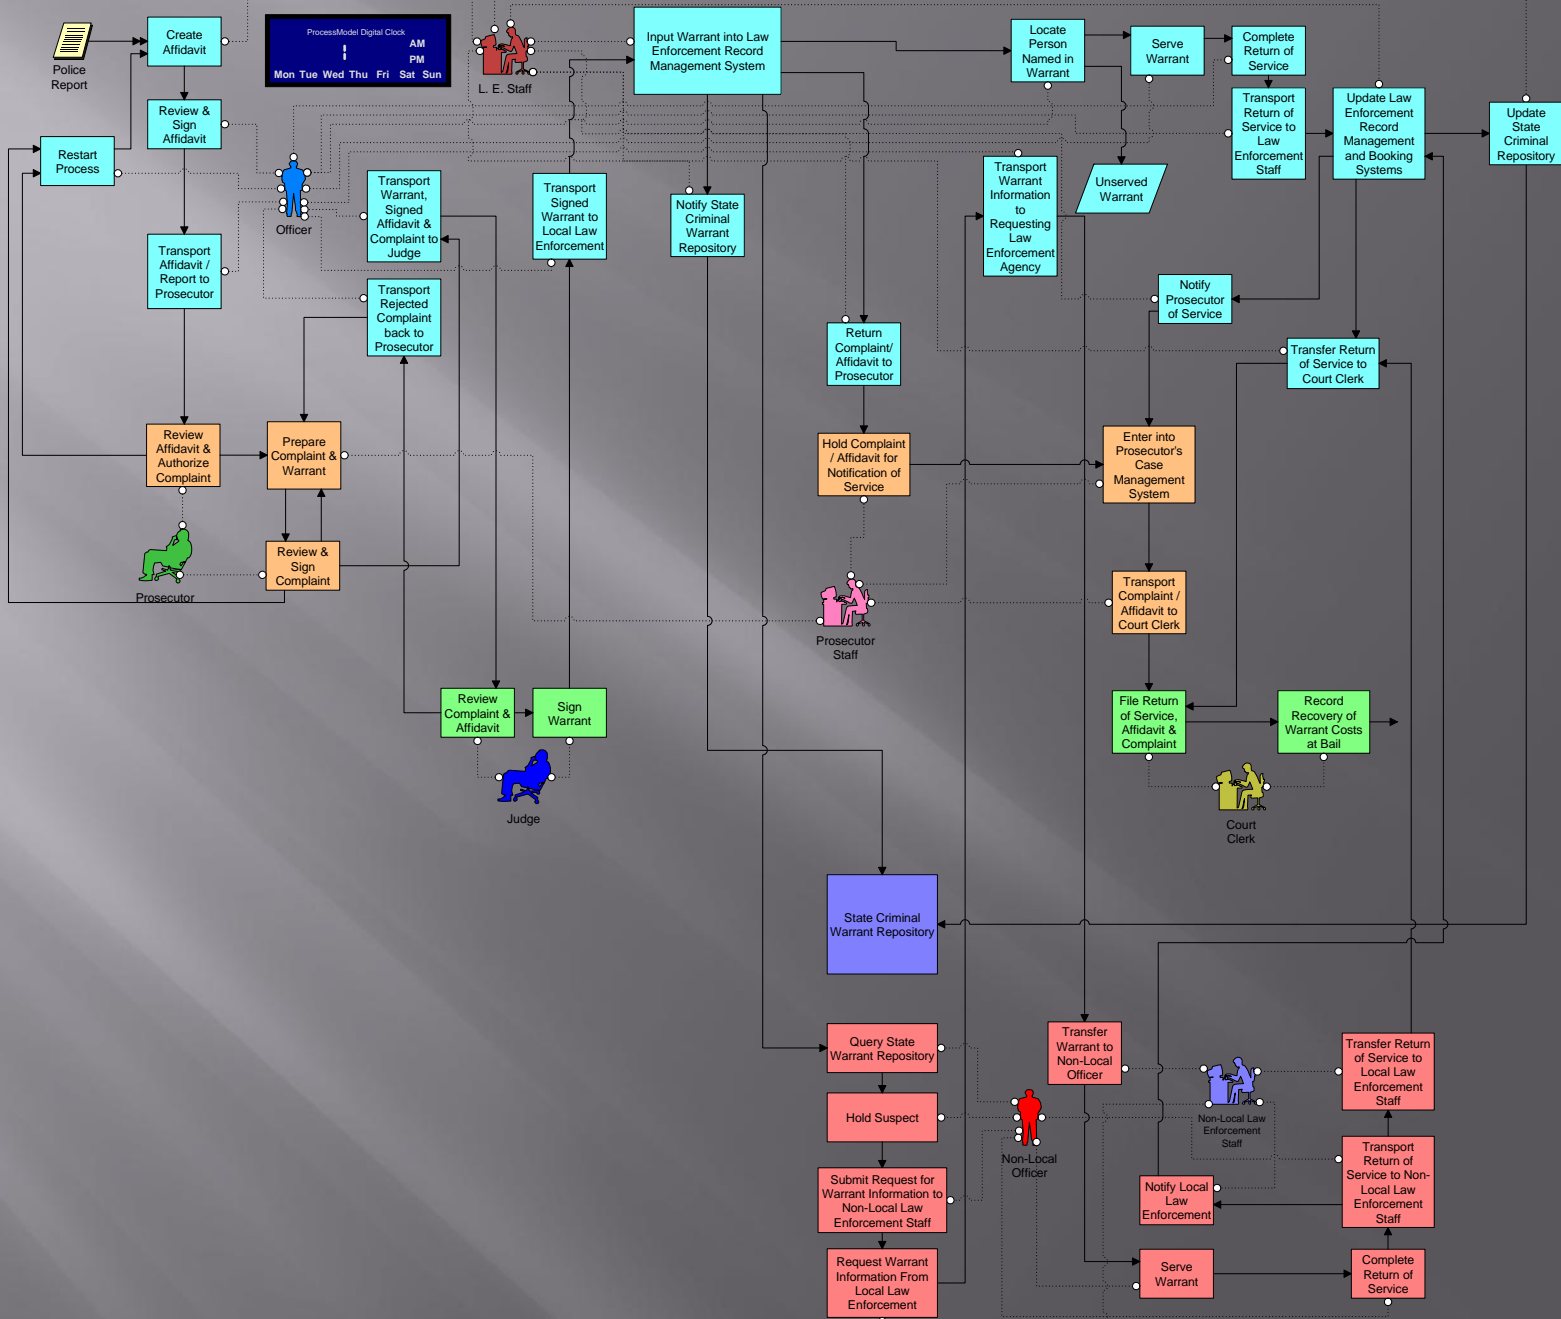 Police
Report
Create
Affidavit
ProcessModel Digital Clock
AM
PM
Mon Tue Wed Thu Fri Sat Sun
L. E. Staff
Input Warrant into Law
Enforcement Record
Management System
Locate
Person
Named in
Warrant
Serve
Warrant
Complete
Return of
Service
Review &
Sign
Affidavit
Restart
Process
Officer
Transport
Warrant,
Signed
Affidavit &
Complaint to
Judge
Transport
Signed
Warrant to
Local Law
Enforcement
Notify State
Criminal
Warrant
Repository
Transport
Warrant
Information
to
Requesting
Law
Enforcement
Agency
Unserved
Warrant
Transport
Return of
Service to
Law
Enforcement
Staff
Update Law
Enforcement
Record
Management
and Booking
Systems
Update
State
Criminal
Repository
Transport
Affidavit /
Report to
Prosecutor
Transport
Rejected
Complaint
back to
Prosecutor
Notify
Prosecutor
of Service
Return
Complaint/
Affidavit to
Prosecutor
Transfer Return
of Service to
Court Clerk
Review
Affidavit &
Authorize
Complaint
Prepare
Complaint &
Warrant
Hold Complaint
/ Affidavit for
Notification of
Service
Enter into
Prosecutor's
Case
Management
System
Prosecutor
Review &
Sign
Complaint
Prosecutor
Staff
Transport
Complaint /
Affidavit to
Court Clerk
Review
Complaint &
Affidavit
Sign
Warrant
Judge
File Return
of Service,
Affidavit &
Complaint
Record
Recovery of
Warrant Costs
at Bail
Court
Clerk
State Criminal
Warrant Repository
Query State
Warrant Repository
Hold Suspect
Submit Request for
Warrant Information to
Non-Local Law
Enforcement Staff
Request Warrant
Information From
Local Law
Enforcement
Non-Local
Officer
Transfer
Warrant to
Non-Local
Officer
Non-Local Law
Enforcement
Staff
Transfer Return
of Service to
Local Law
Enforcement
Staff
Transport
Return of
Service to Non-
Local Law
Enforcement
Staff
Notify Local
Law
Enforcement
Serve
Warrant
Complete
Return of
Service